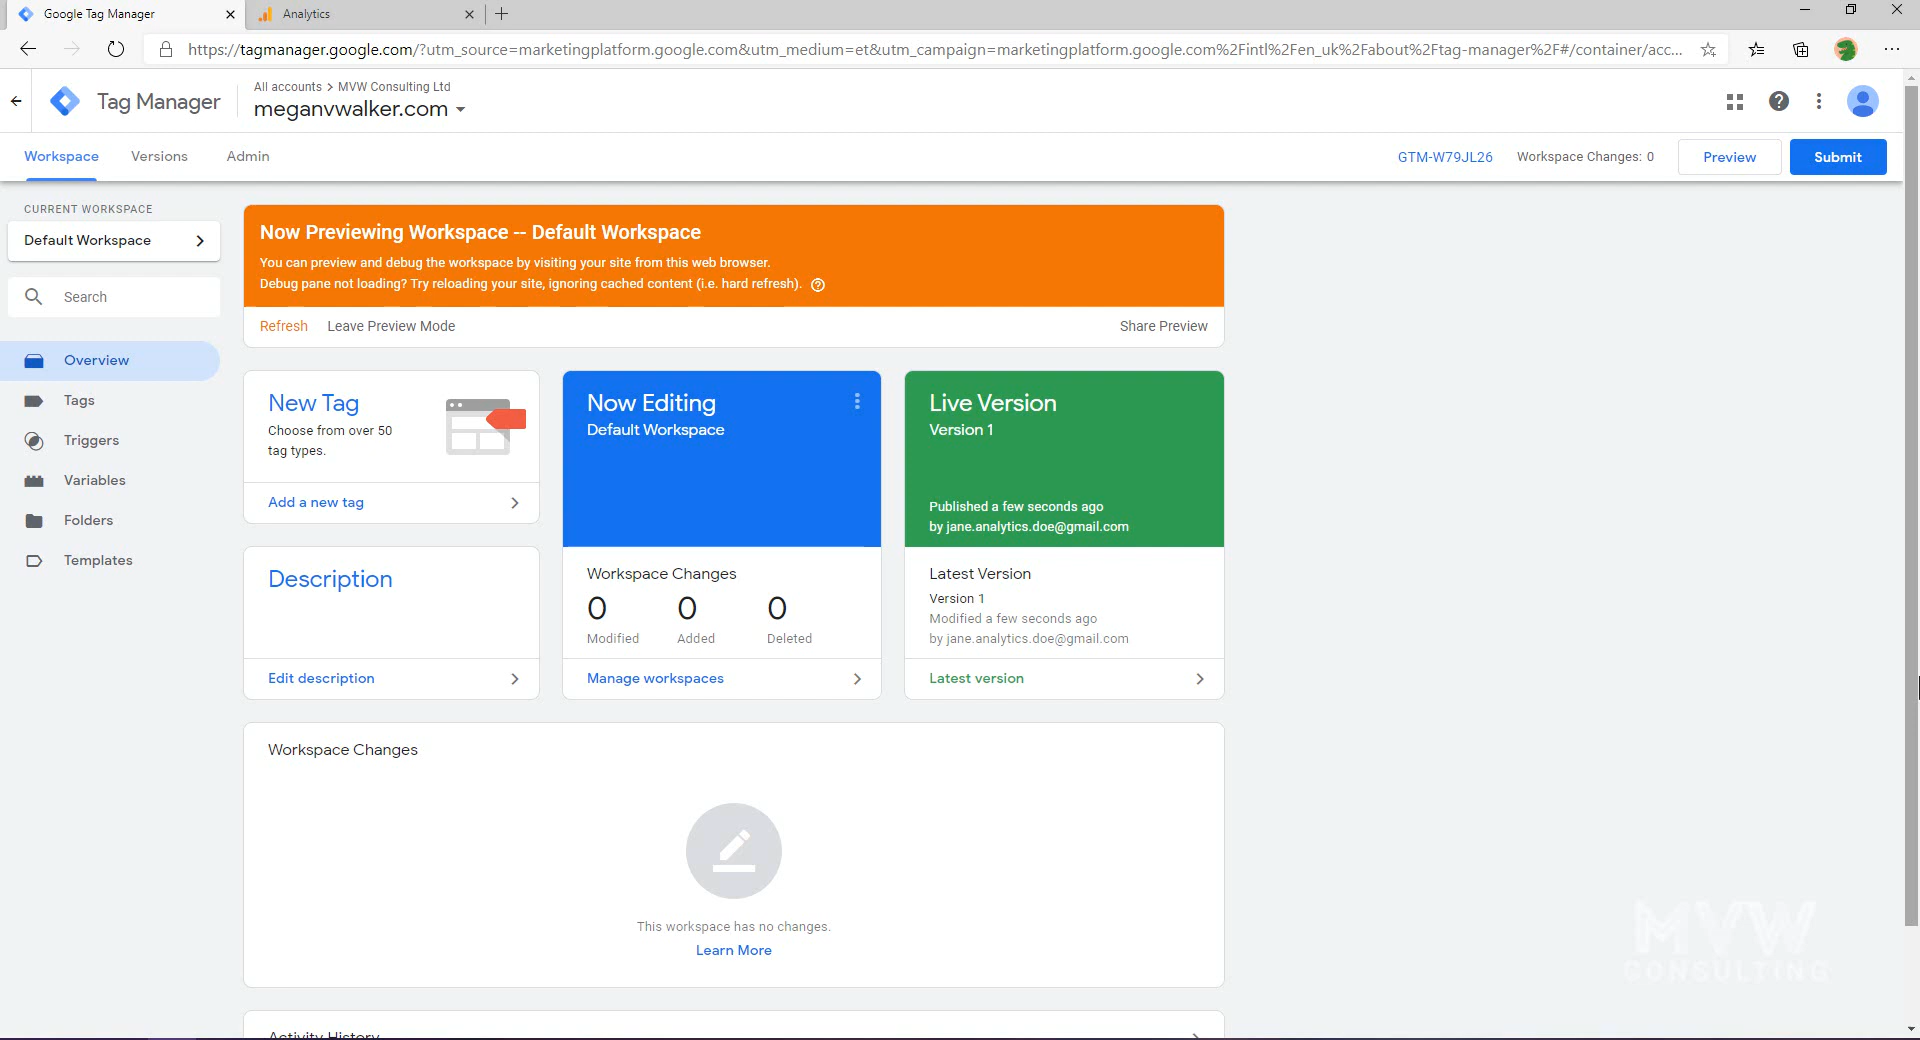 Google Tag Manager
Analytics
https://tagmanager.google.com/?utm_source=marketingplatform.google.com&utm_medium=et&utm_campaign=marketingplatform.google.com%2Fintl%2Fen_uk%2Fabout%2Ftag-manager%2F#/container/acc...
Tag Manager
All accounts > MVW Consulting Ltd
meganvwalker.com
Workspace Versions Admin
GTM-W79JL26 Workspace Changes: 0 Preview Submit
CURRENT WORKSPACE
Default Workspace
Search
Overview
Tags
Triggers
Variables
Folders
Templates
Now Previewing Workspace -- Default Workspace
You can preview and debug the workspace by visiting your site from this web browser.
Debug pane not loading? Try reloading your site, ignoring cached content (i.e. hard refresh).
Refresh Leave Preview Mode Share Preview
New Tag
Choose from over 50
tag types.
Add a new tag
Description
Edit description
Now Editing
Default Workspace
Workspace Changes
0 0 0
Modified Added Deleted
Manage workspaces
Live Version
Version 1
Published a few seconds ago
by jane.analytics.doe@gmail.com
Latest Version
Version 1
Modified a few seconds ago
by jane.analytics.doe@gmail.com
Latest version
Workspace Changes
This workspace has no changes.
Learn More
Activity History
MVW
CONSULTING